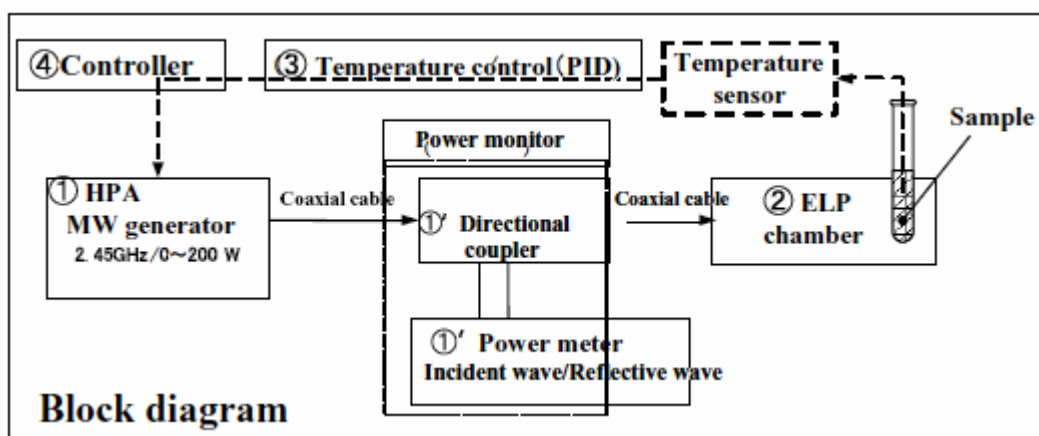 ④Controller
③ Temperature control(PID)
Temperature
sensor
Sample
(Power monitor)
① HPA
MW generator
2. 45GHz/0～200 W
Coaxial cable
①′ Directional
coupler
Coaxial cable
② ELP
chamber
①′ Power meter
Incident wave/Reflective wave
Block diagram